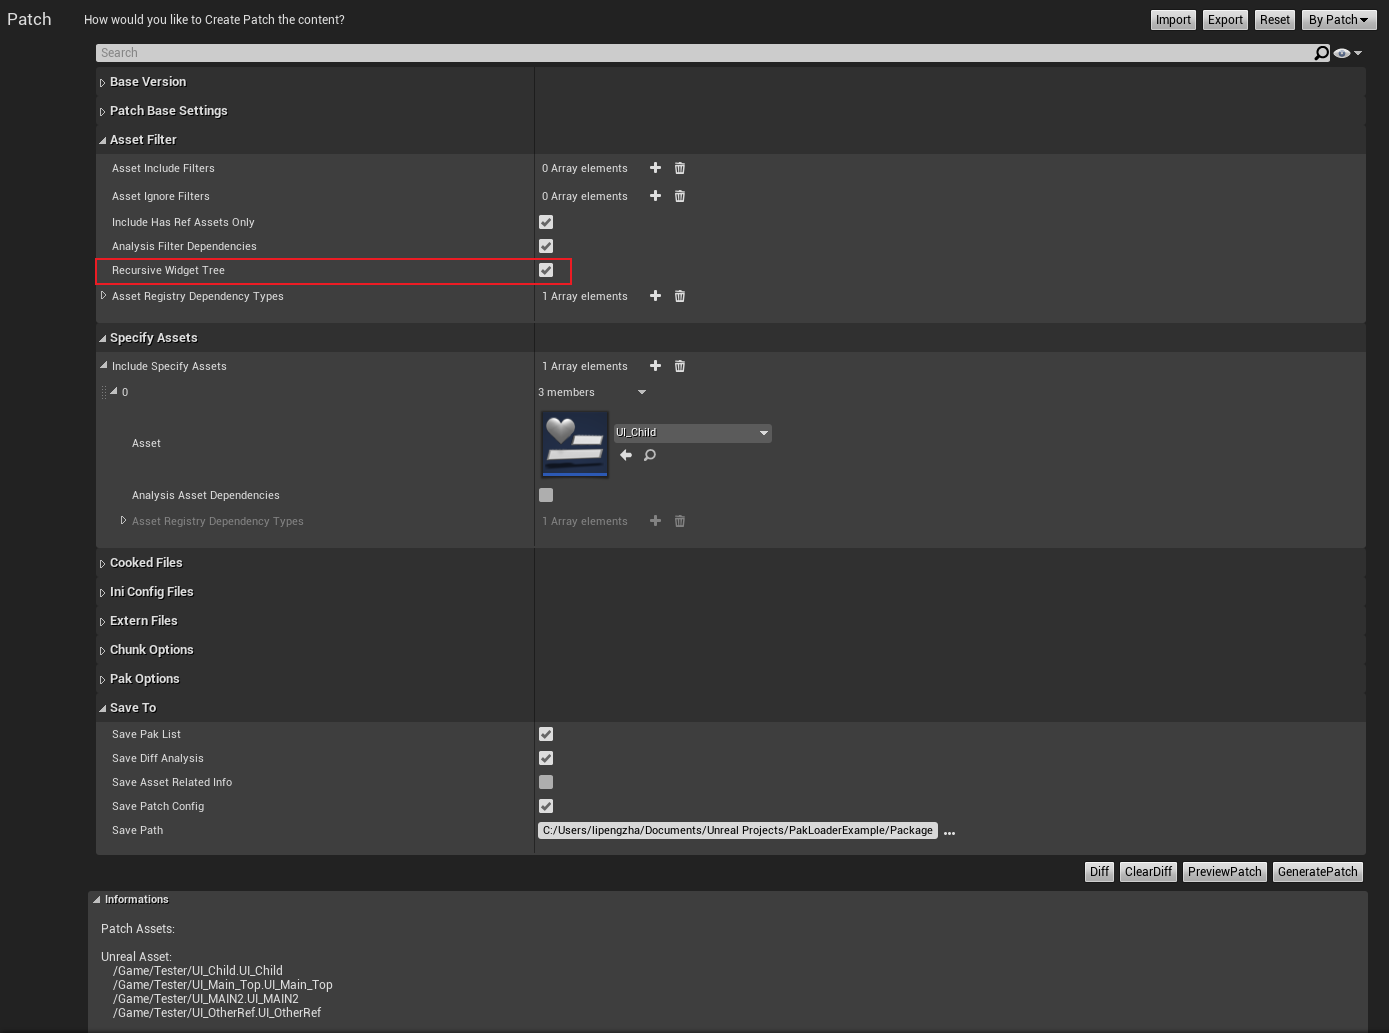 Patch
How would you like to Create Patch the content?
Import Export Reset By Patch
Search
Base Version
Patch Base Settings
Asset Filter
Asset Include Filters 0 Array elements
Asset Ignore Filters 0 Array elements
Include Has Ref Assets Only
Analysis Filter Dependencies
Recursive Widget Tree
Asset Registry Dependency Types 1 Array elements
Specify Assets
Include Specify Assets 1 Array elements
0 3 members
Asset UI_Child
Analysis Asset Dependencies
Asset Registry Dependency Types 1 Array elements
Cooked Files
Ini Config Files
Extern Files
Chunk Options
Pak Options
Save To
Save Pak List
Save Diff Analysis
Save Asset Related Info
Save Patch Config
Save Path C:/Users/lipengzha/Documents/Unreal Projects/PakLoaderExample/Package ...
Diff ClearDiff PreviewPatch GeneratePatch
Informations
Patch Assets:
Unreal Asset:
/Game/Tester/UI_Child.UI_Child
/Game/Tester/UI_Main_Top.UI_Main_Top
/Game/Tester/UI_MAIN2.UI_MAIN2
/Game/Tester/UI_OtherRef.UI_OtherRef